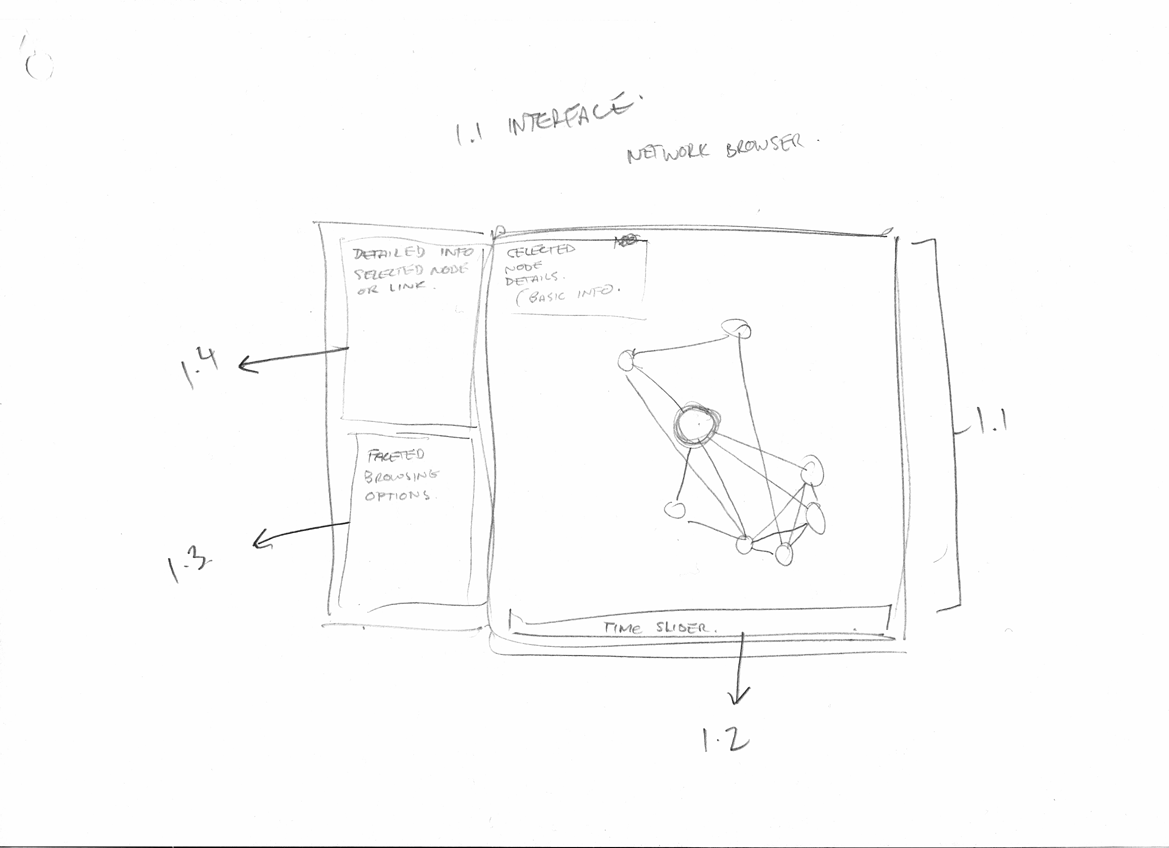 1.1 INTERFACE.
NETWORK BROWSER.
DETAILED INFO
SELECTED NODE
OR LINK.
CELECTED
NODE
DETAILS.
(BASIC INFO.
1.4
1.1
FACETED
BROWSING
OPTIONS.
1.3
TIME SLIDER.
1.2